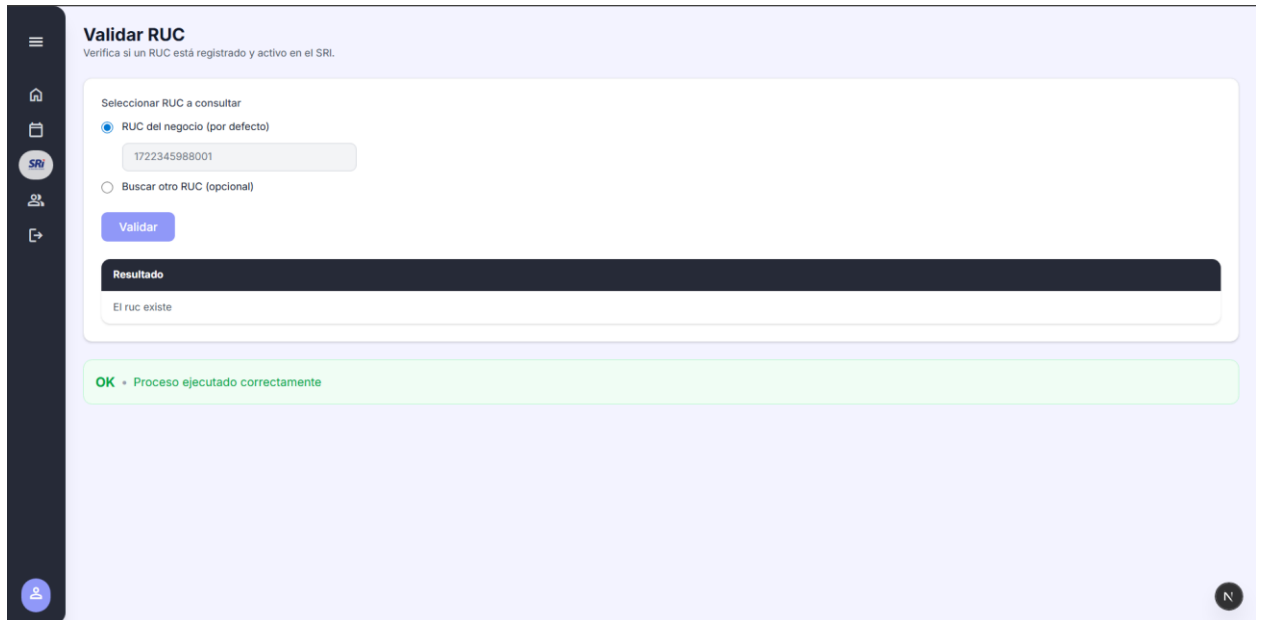 Validar RUC
Verifica si un RUC está registrado y activo en el SRI.
Seleccionar RUC a consultar
RUC del negocio (por defecto)
1722345988001
SRi
Buscar otro RUC (opcional)
Validar
Resultado
El ruc existe
OK • Proceso ejecutado correctamente
N